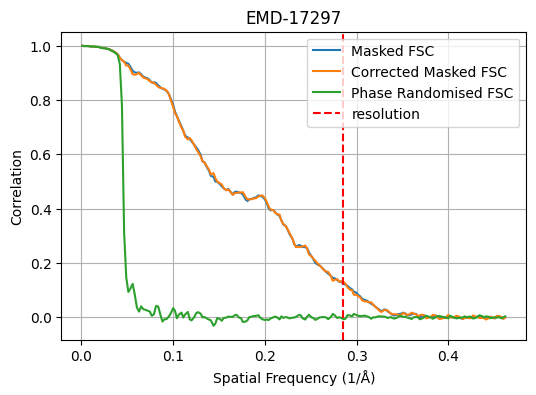 EMD-17297
Masked FSC
Corrected Masked FSC
Phase Randomised FSC
resolution
Correlation
1.0
0.8
0.6
0.4
0.2
0.0
0.0 0.1 0.2 0.3 0.4
Spatial Frequency (1/Å)